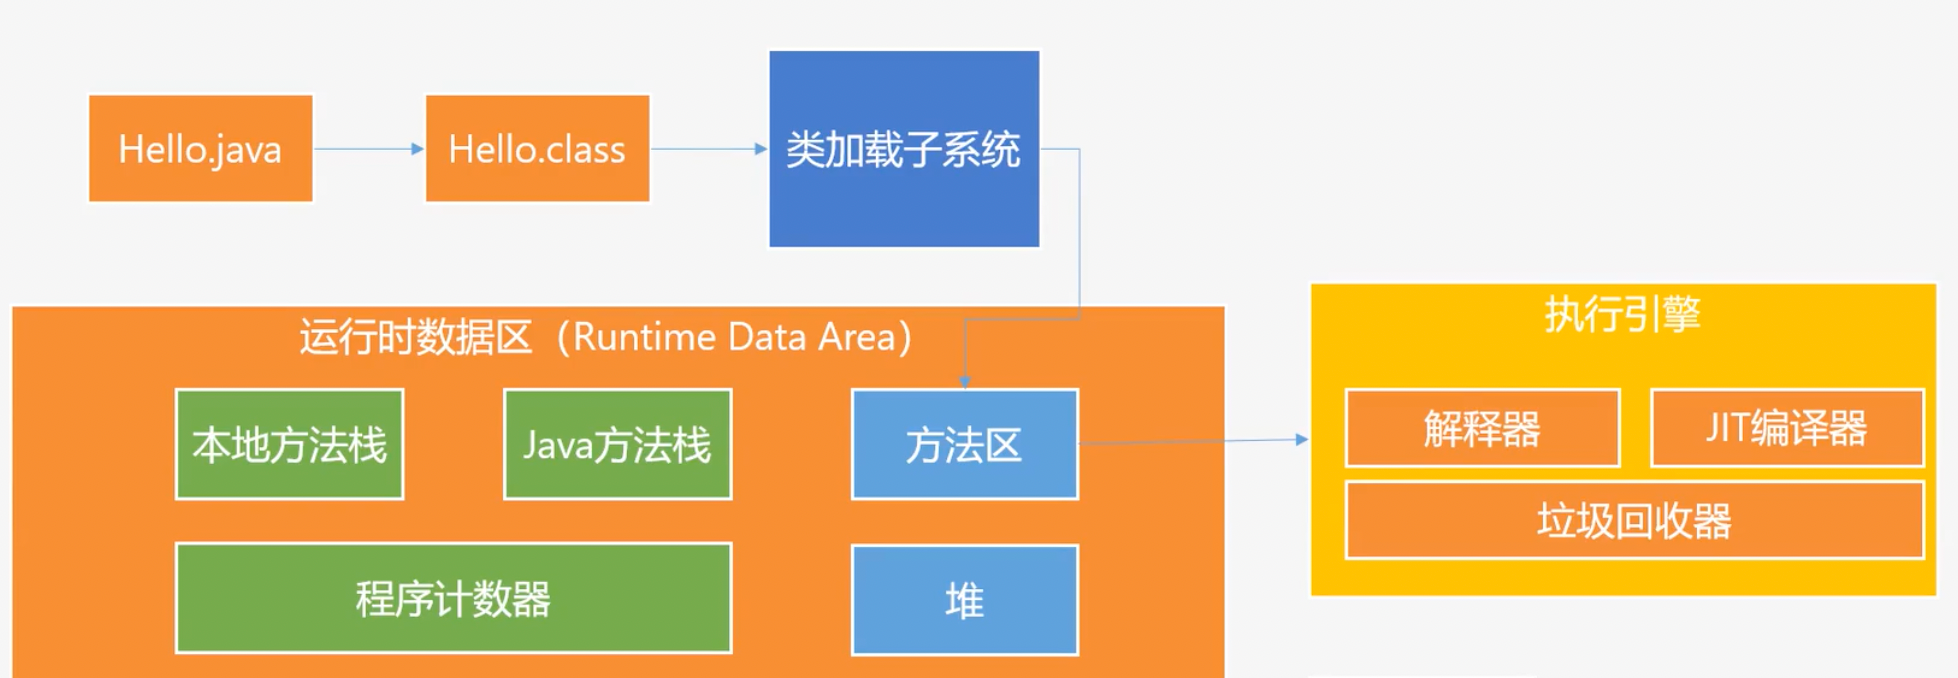 Hello.java
Hello.class
类加载子系统
运行时数据区（Runtime Data Area）
本地方法栈
Java方法栈
方法区
程序计数器
堆
执行引擎
解释器
JIT编译器
垃圾回收器